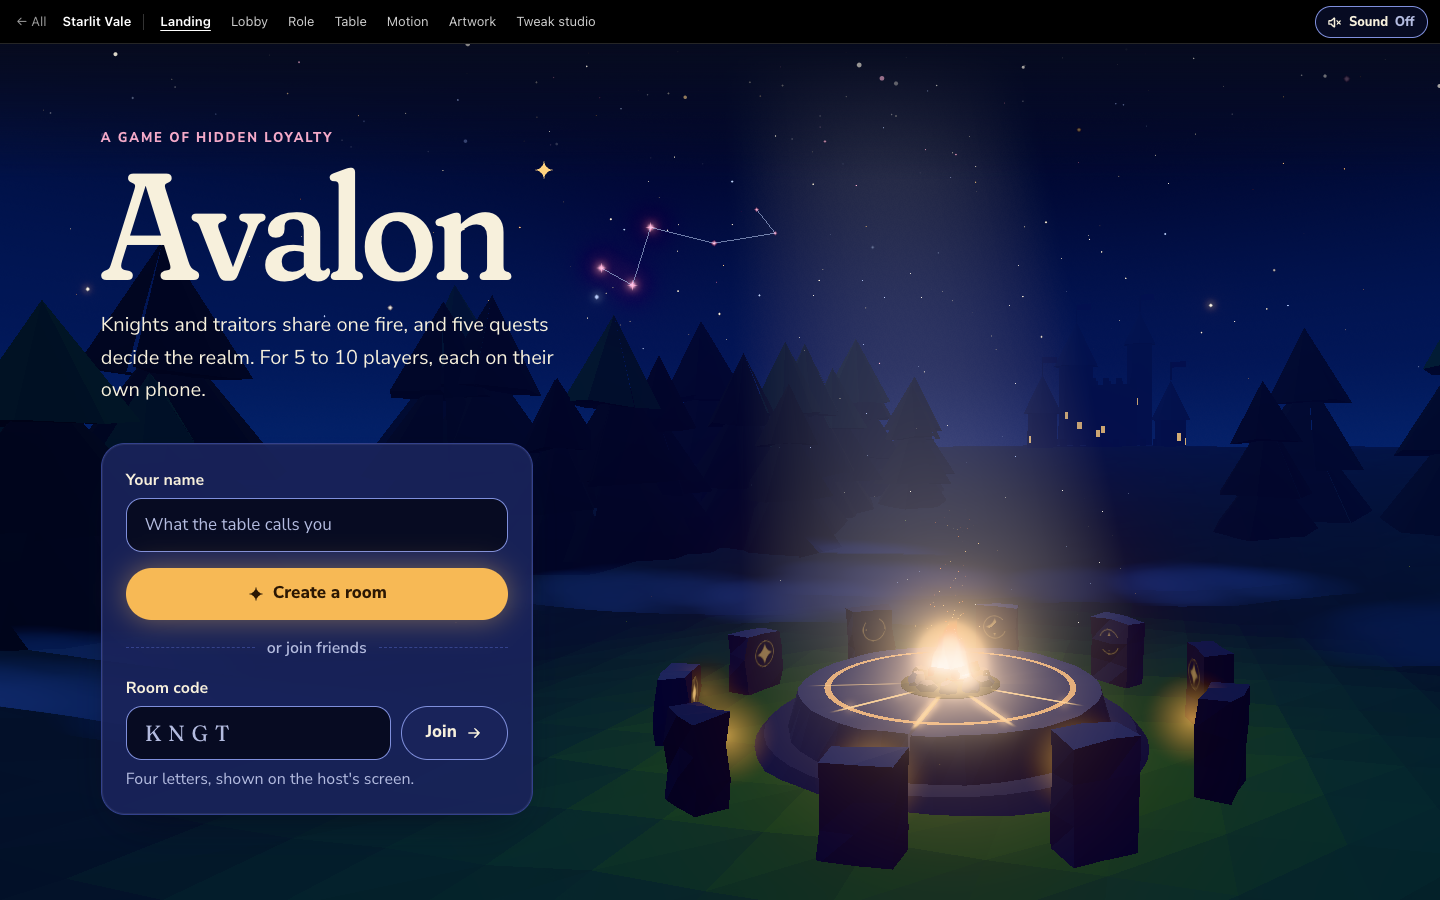 ← All Starlit Vale Landing Lobby Role Table Motion Artwork Tweak studio Sound Off
A GAME OF HIDDEN LOYALTY
Avalon
Knights and traitors share one fire, and five quests
decide the realm. For 5 to 10 players, each on their
own phone.
Your name
What the table calls you
Create a room
or join friends
Room code
KNGT
Join →
Four letters, shown on the host's screen.